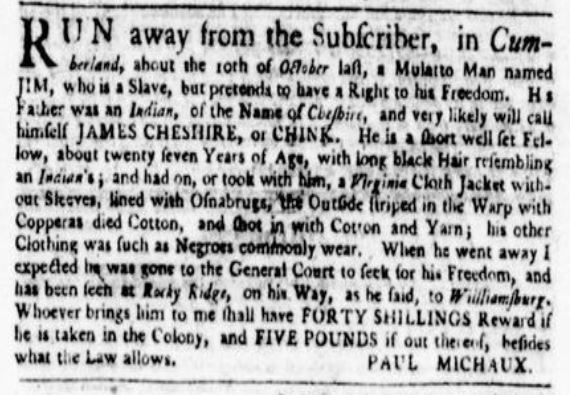 RUN away from the Subſcriber, in Cum-
berland, about the 10th of October laſt, a Mulatto Man named
JIM, who is a Slave, but pretends to have a Right to his Freedom. His
Father was an Indian, of the Name of Cheſhire, and very likely will call
himſelf JAMES CHESHIRE, or CHINK. He is a ſhort well ſet Fel-
low, about twenty ſeven Years of Age, with long black Hair reſembling
an Indian's; and had on, or took with him, a Virginia Cloth Jacket with-
out Sleeves, lined with Oſnabrugs, the Outſide ſtriped in the Warp with
Copperas died Cotton, and ſhot in with Cotton and Yarn; his other
Clothing was ſuch as Negroes commonly wear. When he went away I
expected he was gone to the General Court to ſeek for his Freedom, and
has been ſeen at Rocky Ridge, on his Way, as he ſaid, to Williamſburg.
Whoever brings him to me ſhall have FORTY SHILLINGS Reward if
he is taken in the Colony, and FIVE POUNDS if out thereof, beſides
what the Law allows. PAUL MICHAUX.